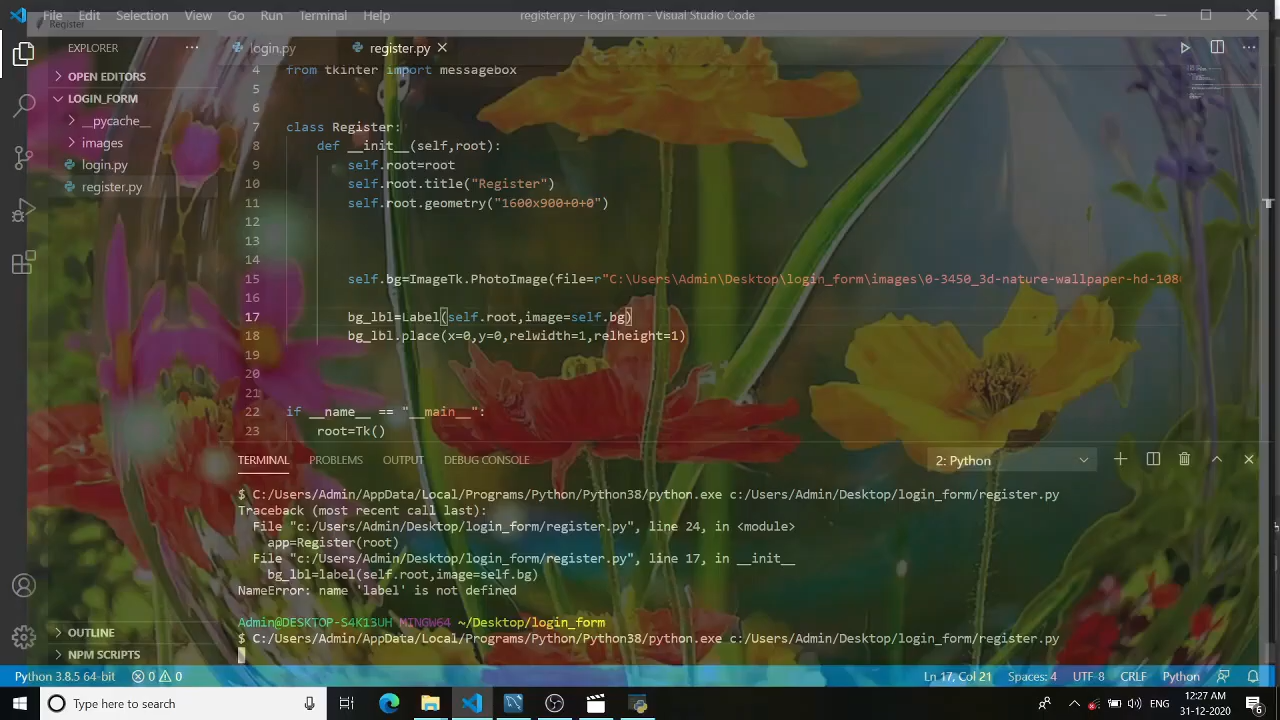 File Edit Selection View Go Run Terminal Help
register.py - login_form - Visual Studio Code
Register
EXPLORER
login.py
register.py
OPEN EDITORS
LOGIN_FORM
__pycache__
images
login.py
register.py
4 from tkinter import messagebox
5
6
7 class Register:
8 def __init__(self,root):
9 self.root=root
10 self.root.title("Register")
11 self.root.geometry("1600x900+0+0")
12
13
14
15 self.bg=ImageTk.PhotoImage(file=r"C:\Users\Admin\Desktop\login_form\images\0-3450_3d-nature-wallpaper-hd-1080
16
17 bg_lbl=Label(self.root,image=self.bg)
18 bg_lbl.place(x=0,y=0,relwidth=1,relheight=1)
19
20
21
22 if __name__ == "__main__":
23 root=Tk()
TERMINAL PROBLEMS OUTPUT DEBUG CONSOLE
2: Python
$ C:/Users/Admin/AppData/Local/Programs/Python/Python38/python.exe c:/Users/Admin/Desktop/login_form/register.py
Traceback (most recent call last):
File "c:/Users/Admin/Desktop/login_form/register.py", line 24, in <module>
app=Register(root)
File "c:/Users/Admin/Desktop/login_form/register.py", line 17, in __init__
bg_lbl=label(self.root,image=self.bg)
NameError: name 'label' is not defined
Admin@DESKTOP-S4K13UH MINGW64 ~/Desktop/login_form
$ C:/Users/Admin/AppData/Local/Programs/Python/Python38/python.exe c:/Users/Admin/Desktop/login_form/register.py
OUTLINE
NPM SCRIPTS
Python 3.8.5 64-bit 0 0
Ln 17, Col 21 Spaces: 4 UTF-8 CRLF Python
Type here to search
ENG
12:27 AM
31-12-2020
6